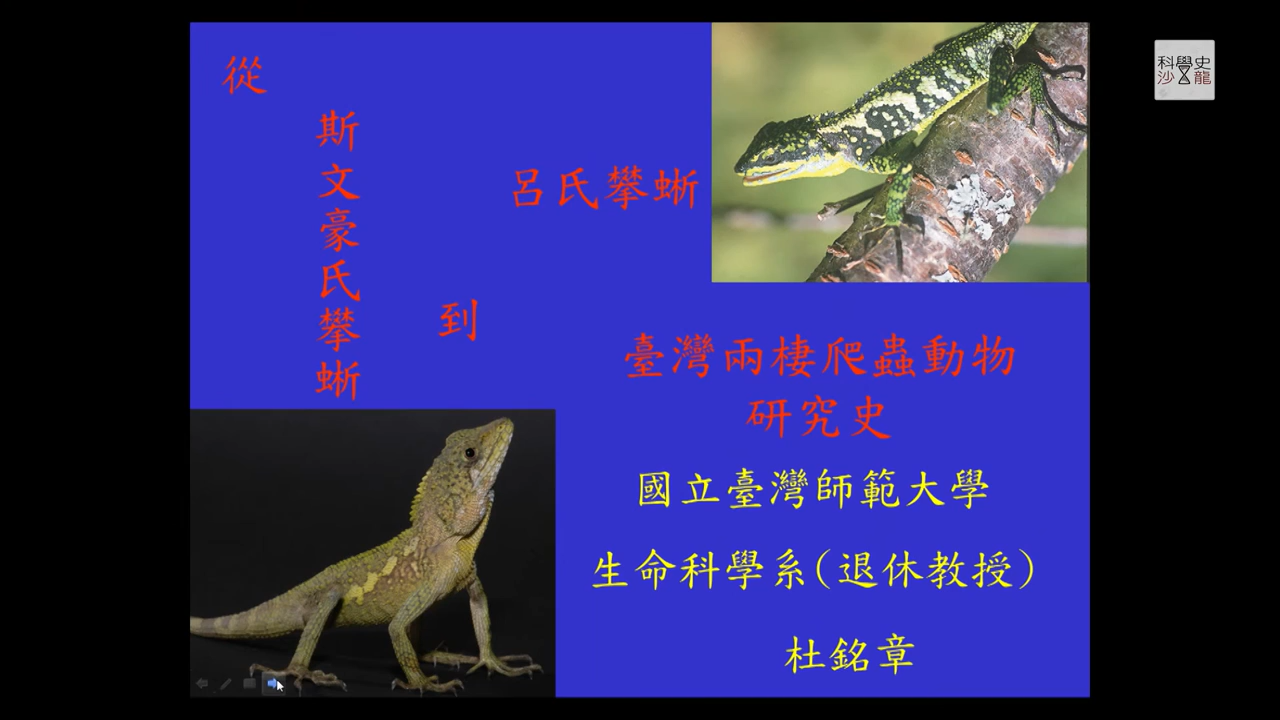 從
斯文豪氏攀蜥
到
呂氏攀蜥
臺灣兩棲爬蟲動物
研究史
國立臺灣師範大學
生命科學系(退休教授)
杜銘章
科學史
沙龍